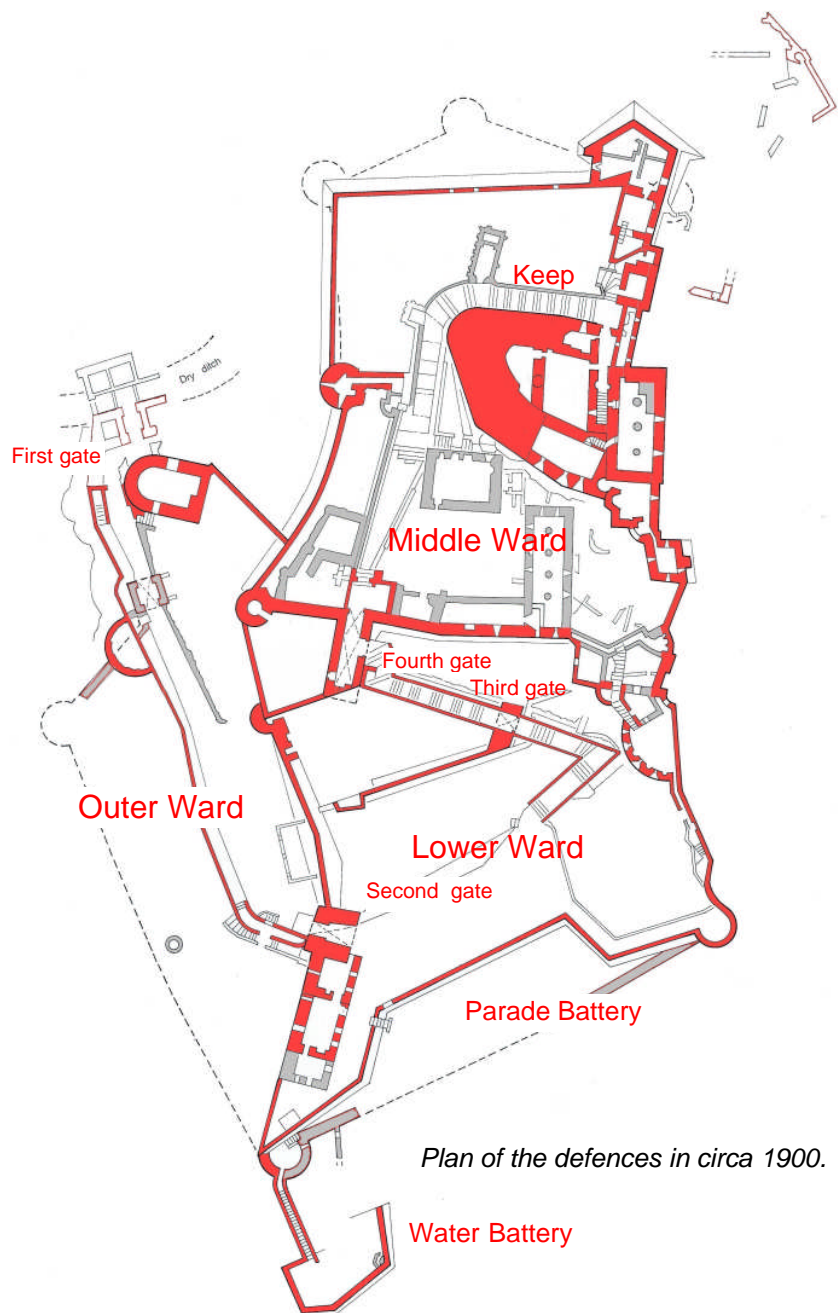 Keep
Dry ditch
First gate
Middle Ward
Fourth gate
Third gate
Outer Ward
Lower Ward
Second gate
Parade Battery
Plan of the defences in circa 1900.
Water Battery